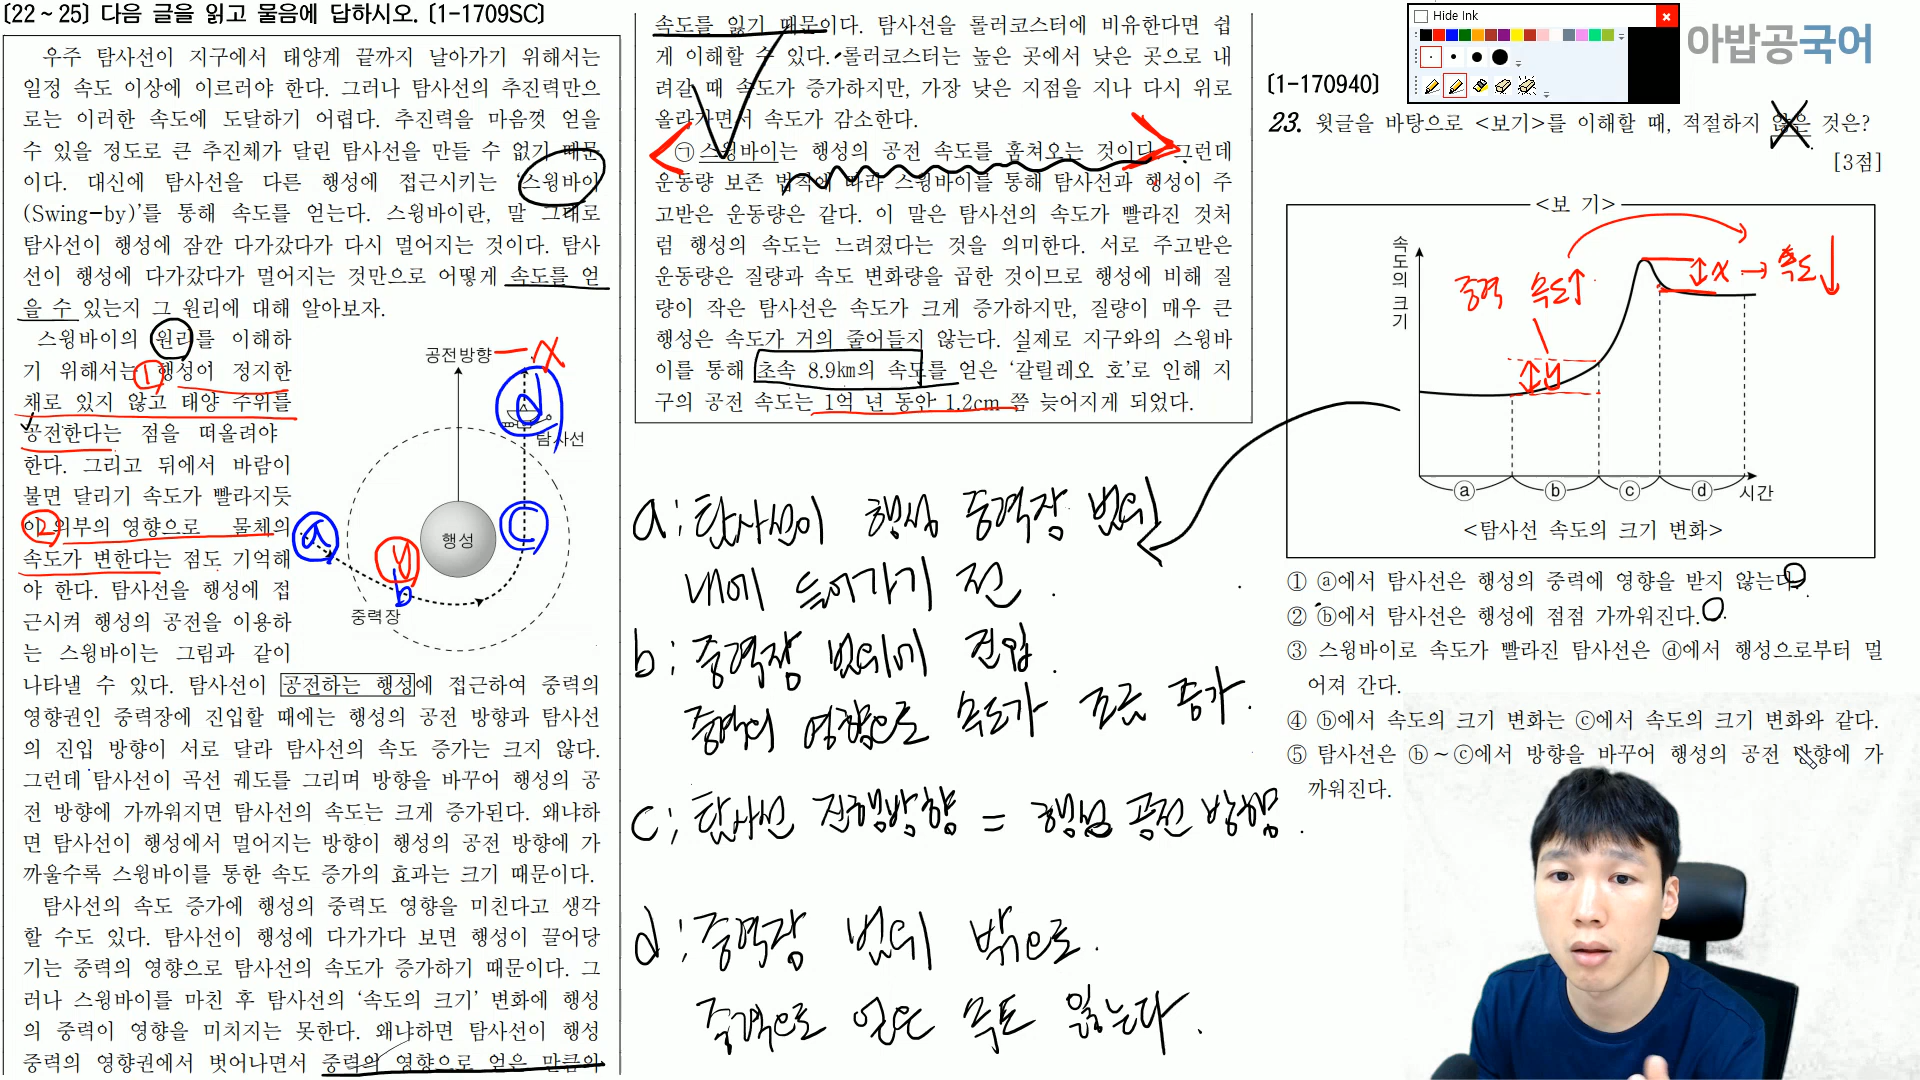 [22 ~ 25] 다음 글을 읽고 물음에 답하시오. [1-1709SC]
우주 탐사선이 지구에서 태양계 끝까지 날아가기 위해서는
일정 속도 이상에 이르러야 한다. 그러나 탐사선의 추진력만으
로는 이러한 속도에 도달하기 어렵다. 추진력을 마음껏 얻을
수 있을 정도로 큰 추진체가 달린 탐사선을 만들 수 없기 때문
이다. 대신에 탐사선을 다른 행성에 접근시키는 '스윙바이
(Swing-by)'를 통해 속도를 얻는다. 스윙바이란, 말 그대로
탐사선이 행성에 잠깐 다가갔다가 다시 멀어지는 것이다. 탐사
선이 행성에 다가갔다가 멀어지는 것만으로 어떻게 속도를 얻
을 수 있는지 그 원리에 대해 알아보자.
스윙바이의 원리를 이해하
기 위해서는 행성이 정지한
채로 있지 않고 태양 주위를
공전한다는 점을 떠올려야
한다. 그리고 뒤에서 바람이
불면 달리기 속도가 빨라지듯
이 외부의 영향으로 물체의
속도가 변한다는 점도 기억해
야 한다. 탐사선을 행성에 접
근시켜 행성의 공전을 이용하
는 스윙바이는 그림과 같이
나타낼 수 있다. 탐사선이 공전하는 행성에 접근하여 중력의
영향권인 중력장에 진입할 때에는 행성의 공전 방향과 탐사선
의 진입 방향이 서로 달라 탐사선의 속도 증가는 크지 않다.
그런데 탐사선이 곡선 궤도를 그리며 방향을 바꾸어 행성의 공
전 방향에 가까워지면 탐사선의 속도는 크게 증가된다. 왜냐하
면 탐사선이 행성에서 멀어지는 방향이 행성의 공전 방향에 가
까울수록 스윙바이를 통한 속도 증가의 효과는 크기 때문이다.
탐사선의 속도 증가에 행성의 중력도 영향을 미친다고 생각
할 수도 있다. 탐사선이 행성에 다가가다 보면 행성이 끌어당
기는 중력의 영향으로 탐사선의 속도가 증가하기 때문이다. 그
러나 스윙바이를 마친 후 탐사선의 '속도의 크기' 변화에 행성
의 중력이 영향을 미치지는 못한다. 왜냐하면 탐사선이 행성
중력의 영향권에서 벗어나면서 중력의 영향으로 얻은 만큼의
1
2
공전방향
x
d
탐사선
행성
c
a
y
b
중력장
속도를 잃기 때문이다. 탐사선을 롤러코스터에 비유한다면 쉽
게 이해할 수 있다. 롤러코스터는 높은 곳에서 낮은 곳으로 내
려갈 때 속도가 증가하지만, 가장 낮은 지점을 지나 다시 위로
올라가면서 속도가 감소한다.
㉠스윙바이는 행성의 공전 속도를 훔쳐오는 것이다. 그런데
운동량 보존 법칙에 따라 스윙바이를 통해 탐사선과 행성이 주
고받은 운동량은 같다. 이 말은 탐사선의 속도가 빨라진 것처
럼 행성의 속도는 느려졌다는 것을 의미한다. 서로 주고받은
운동량은 질량과 속도 변화량을 곱한 것이므로 행성에 비해 질
량이 작은 탐사선은 속도가 크게 증가하지만, 질량이 매우 큰
행성은 속도가 거의 줄어들지 않는다. 실제로 지구와의 스윙바
이를 통해 초속 8.9㎞의 속도를 얻은 '갈릴레오 호'로 인해 지
구의 공전 속도는 1억 년 동안 1.2cm 쯤 늦어지게 되었다.
a : 탐사선이 행성 중력장 범위
내에 들어가기 전.
b : 중력장 범위에 진입.
중력의 영향으로 속도가 조금 증가.
c : 탐사선 진행방향 = 행성 공전 방향.
d : 중력장 범위 밖으로.
중력으로 얻은 속도 잃는다.
Hide Ink
아밥공국어
[1-170940]
23. 윗글을 바탕으로 <보기>를 이해할 때, 적절하지 않은 것은?
[3점]
<보 기>
속도의 크기
중력 속도↑
x → 속도↓
y
ⓐ ⓑ ⓒ ⓓ 시간
<탐사선 속도의 크기 변화>
① ⓐ에서 탐사선은 행성의 중력에 영향을 받지 않는다.
② ⓑ에서 탐사선은 행성에 점점 가까워진다.
③ 스윙바이로 속도가 빨라진 탐사선은 ⓓ에서 행성으로부터 멀
어져 간다.
④ ⓑ에서 속도의 크기 변화는 ⓒ에서 속도의 크기 변화와 같다.
⑤ 탐사선은 ⓑ~ⓒ에서 방향을 바꾸어 행성의 공전 방향에 가
까워진다.